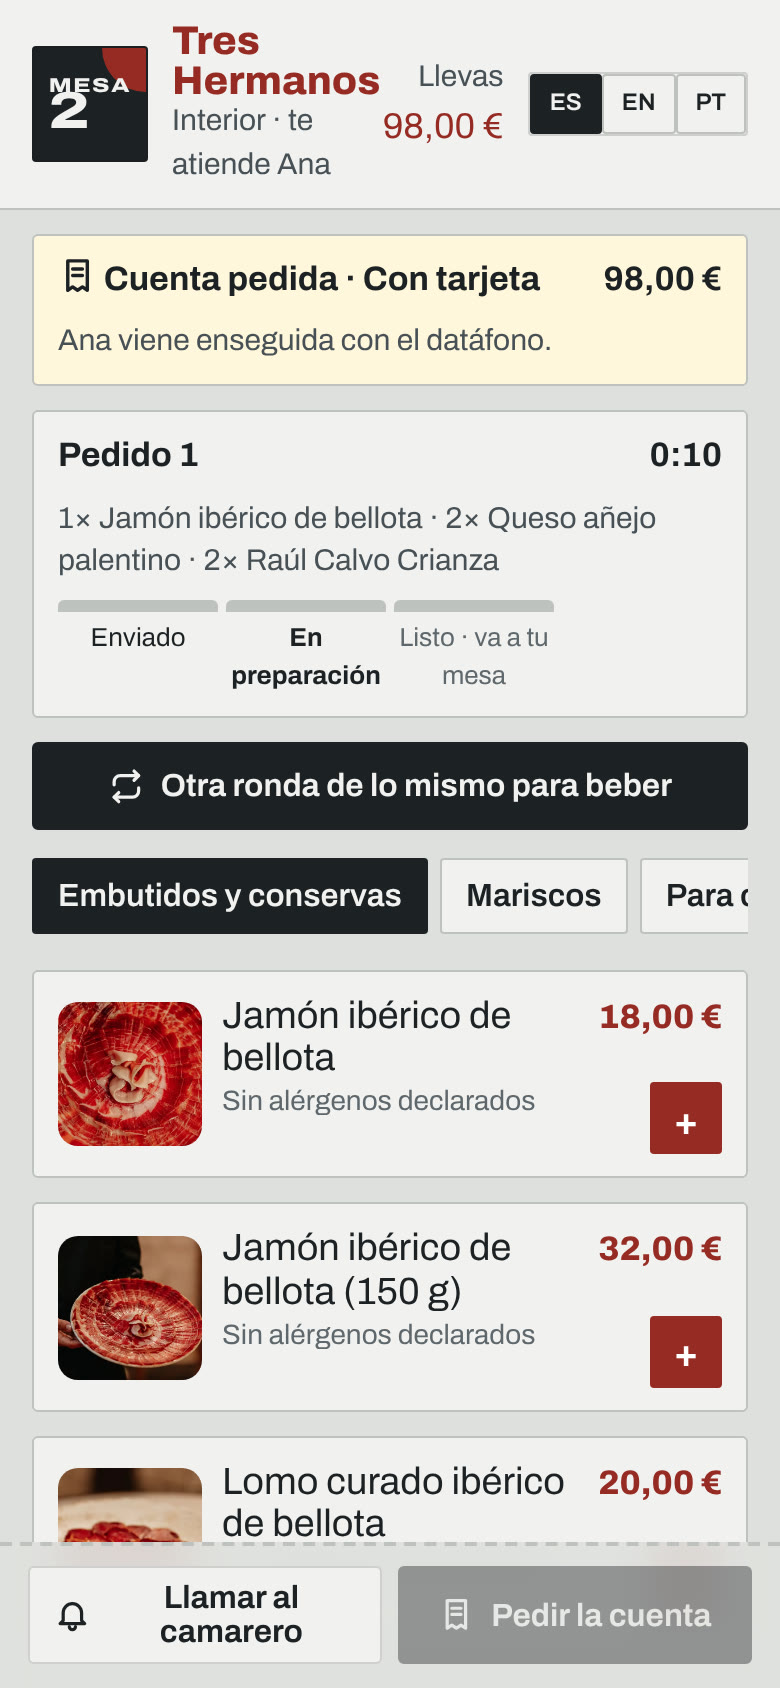 MESA
2
Tres
Hermanos
Interior · te
atiende Ana
Llevas
98,00 €
ES
EN
PT
Cuenta pedida · Con tarjeta
98,00 €
Ana viene enseguida con el datáfono.
Pedido 1
0:10
1× Jamón ibérico de bellota · 2× Queso añejo
palentino · 2× Raúl Calvo Crianza
Enviado
En
preparación
Listo · va a tu
mesa
Otra ronda de lo mismo para beber
Embutidos y conservas
Mariscos
Para
Jamón ibérico de
bellota
18,00 €
Sin alérgenos declarados
+
Jamón ibérico de
bellota (150 g)
32,00 €
Sin alérgenos declarados
+
Lomo curado ibérico
de bellota
20,00 €
Llamar al
camarero
Pedir la cuenta